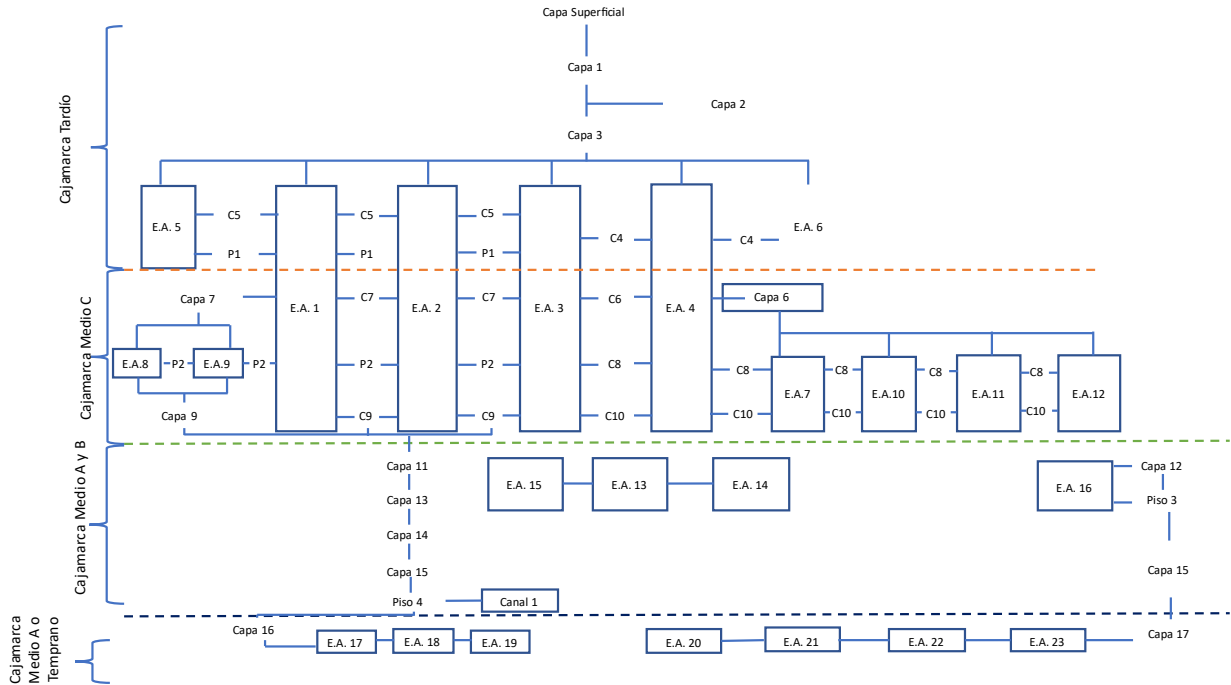 Capa Superficial
Capa 1
Capa 2
Capa 3
Cajamarca Tardío
E.A. 5
C5
C5
C5
C4
C4
E.A. 6
P1
P1
P1
Cajamarca Medio C
Capa 7
E.A. 1
C7
E.A. 2
C7
E.A. 3
C6
E.A. 4
Capa 6
E.A.8
P2
E.A.9
P2
P2
P2
C8
C8
C8
C8
C8
E.A.7
E.A.10
E.A.11
E.A.12
Capa 9
C9
C9
C10
C10
C10
C10
C10
Cajamarca Medio A y B
Capa 11
Capa 13
Capa 14
Capa 15
Piso 4
Canal 1
E.A. 15
E.A. 13
E.A. 14
E.A. 16
Capa 12
Piso 3
Capa 15
Cajamarca
Medio A o
Temprano
Capa 16
E.A. 17
E.A. 18
E.A. 19
E.A. 20
E.A. 21
E.A. 22
E.A. 23
Capa 17